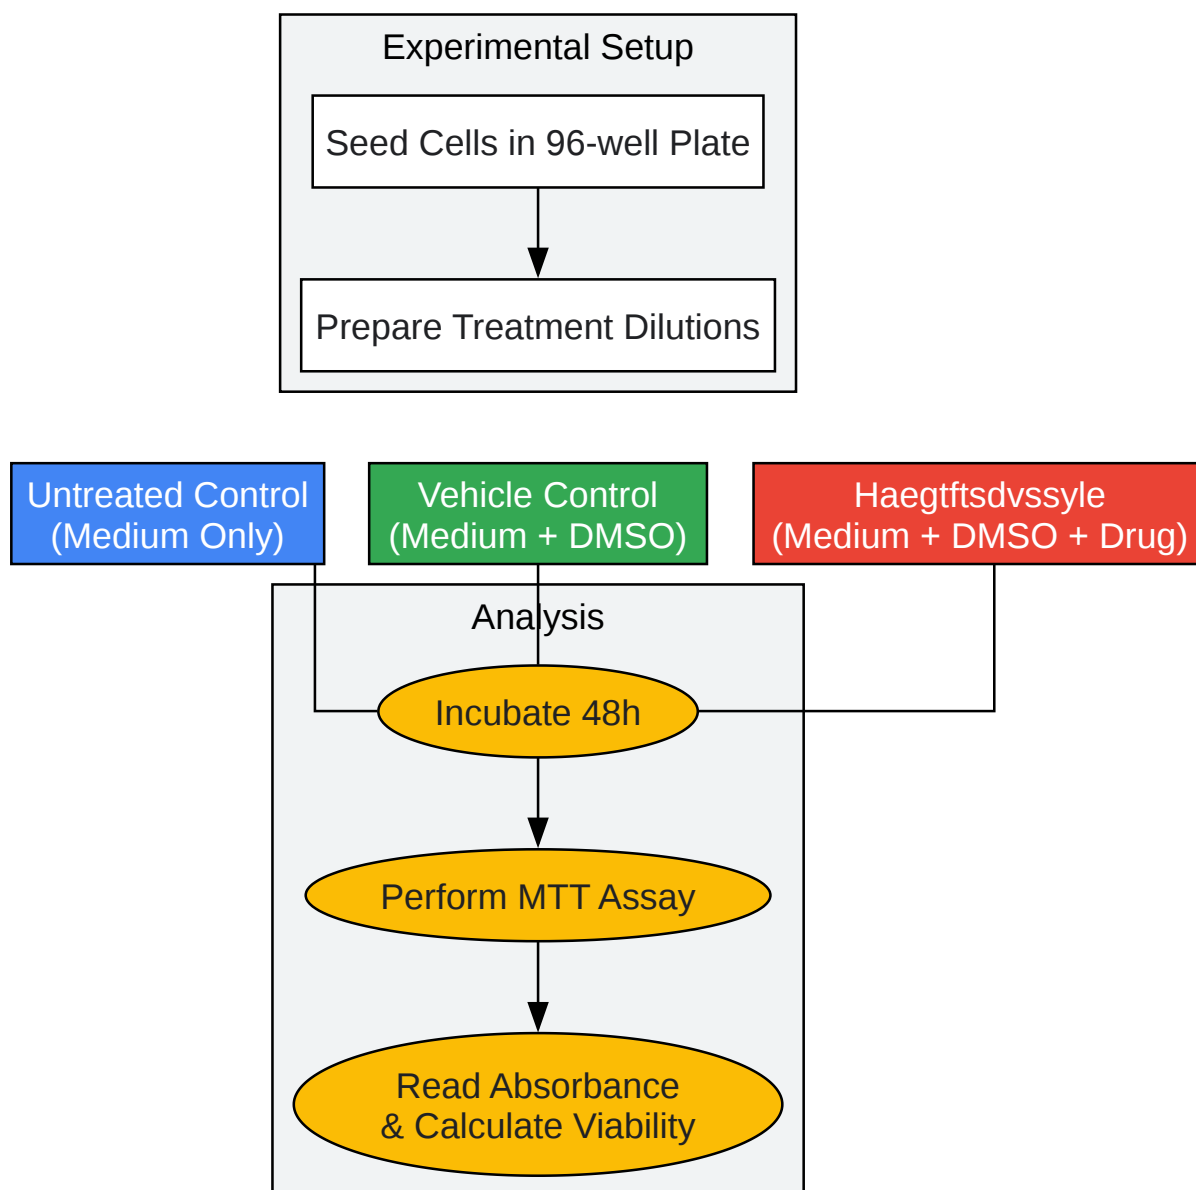 Experimental Setup
Seed Cells in 96-well Plate
Prepare Treatment Dilutions
Untreated Control
(Medium Only)
Vehicle Control
(Medium + DMSO)
Haegtftsdvssyle
(Medium + DMSO + Drug)
Analysis
Incubate 48h
Perform MTT Assay
Read Absorbance
& Calculate Viability